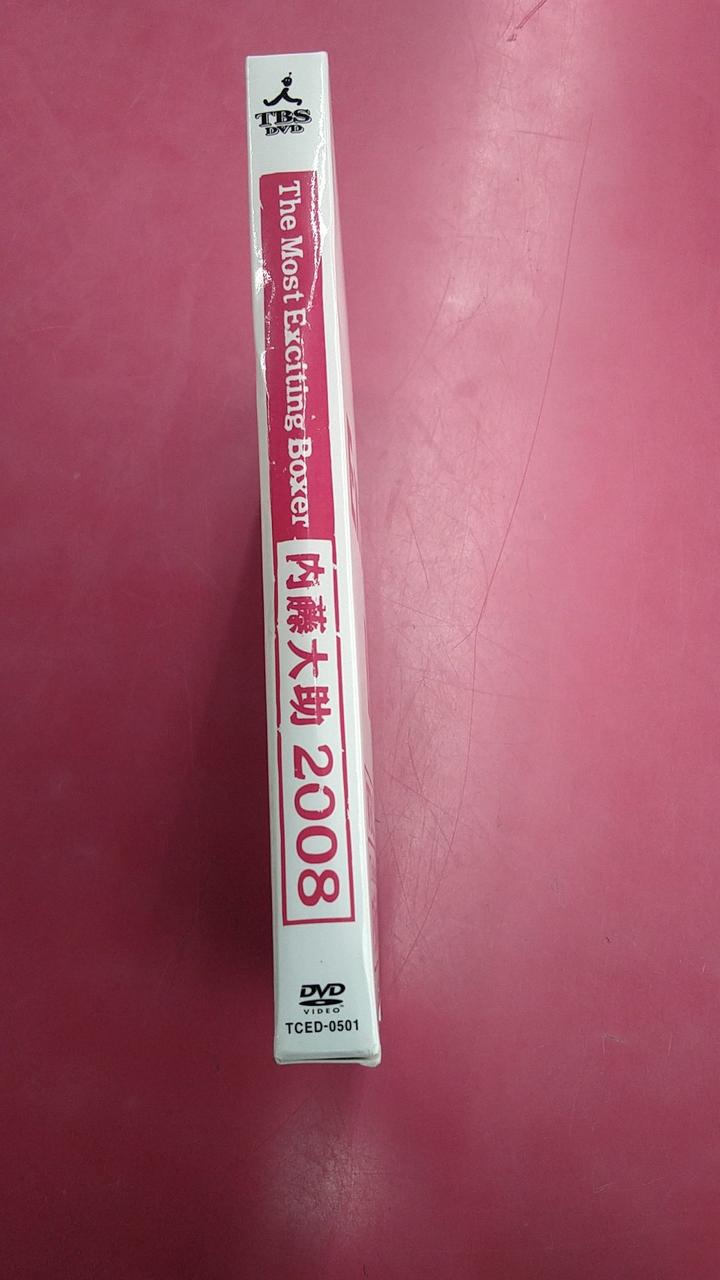 TBS
DVD
The Most Exciting Boxer
内藤大助 2008
DVD
VIDEO
TCED-0501